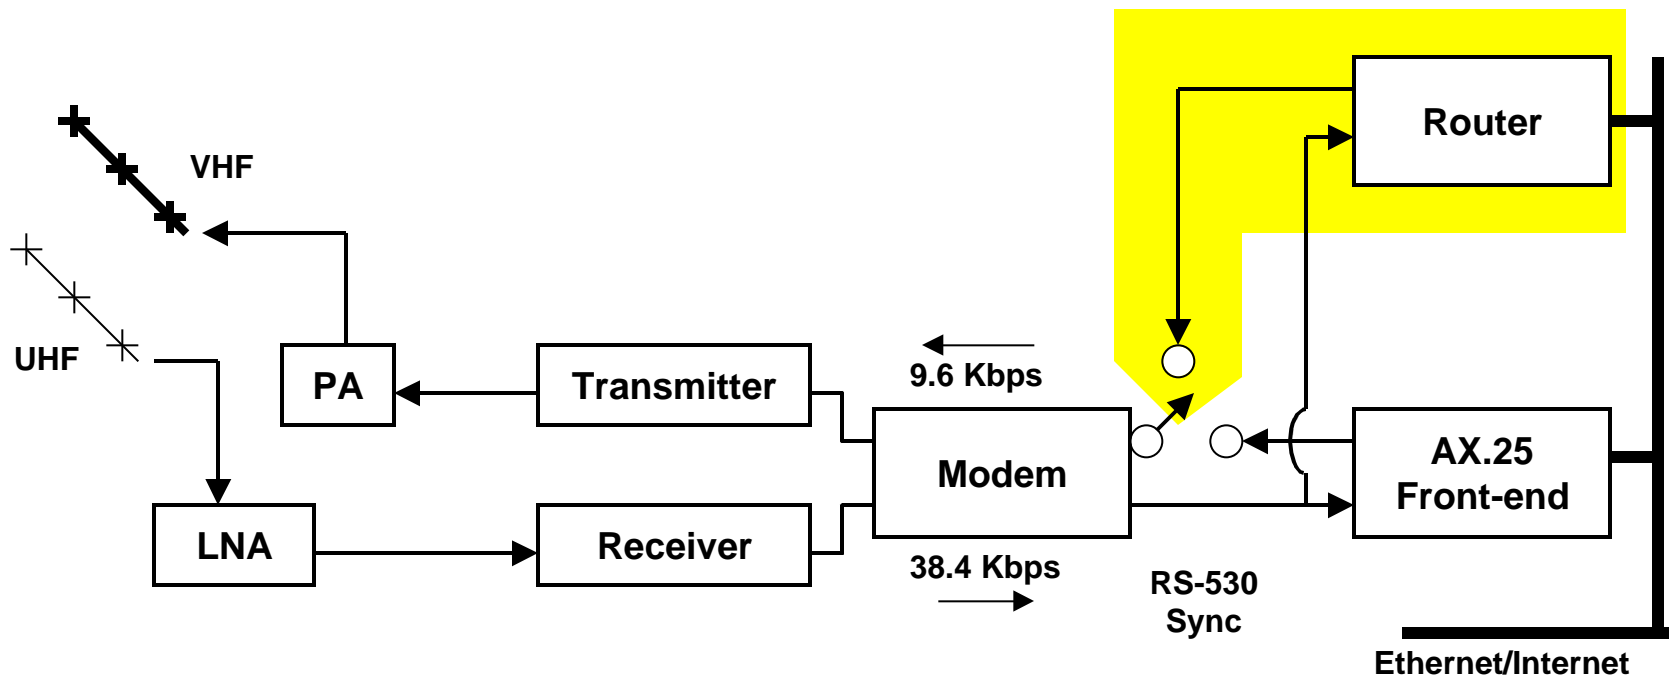 Router
VHF
UHF
PA
Transmitter
9.6 Kbps
Modem
AX.25
Front-end
LNA
Receiver
38.4 Kbps
RS-530
Sync
Ethernet/Internet